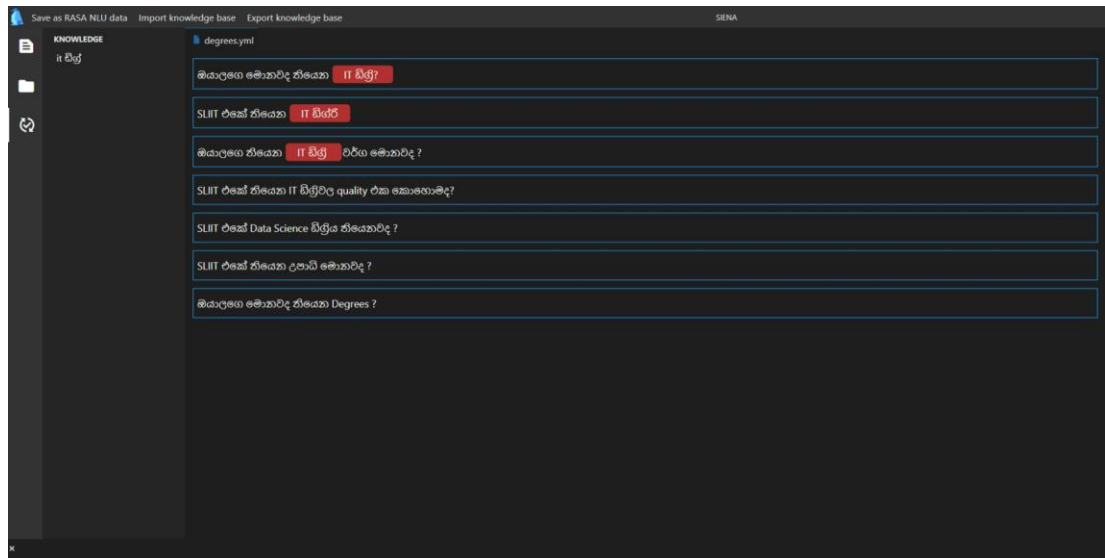 Save as RASA NLU data Import knowledge base Export knowledge base SIENA
KNOWLEDGE
it ඩිග්‍රි
degrees.yml
ඔයාලගෙ මොනවද තියෙන IT ඩිග්‍රි?
SLIIT එකේ තියෙන IT ඩිග්රි
ඔයාලගෙ තියෙන IT ඩිග්‍රි වර්ග මොනවද ?
SLIIT එකේ තියෙන IT ඩිග්‍රිවල quality එක කොහොමද?
SLIIT එකේ Data Science ඩිග්‍රිය තියෙනවද ?
SLIIT එකේ තියෙන උපාධි මොනවද ?
ඔයාලගෙ මොනවද තියෙන Degrees ?